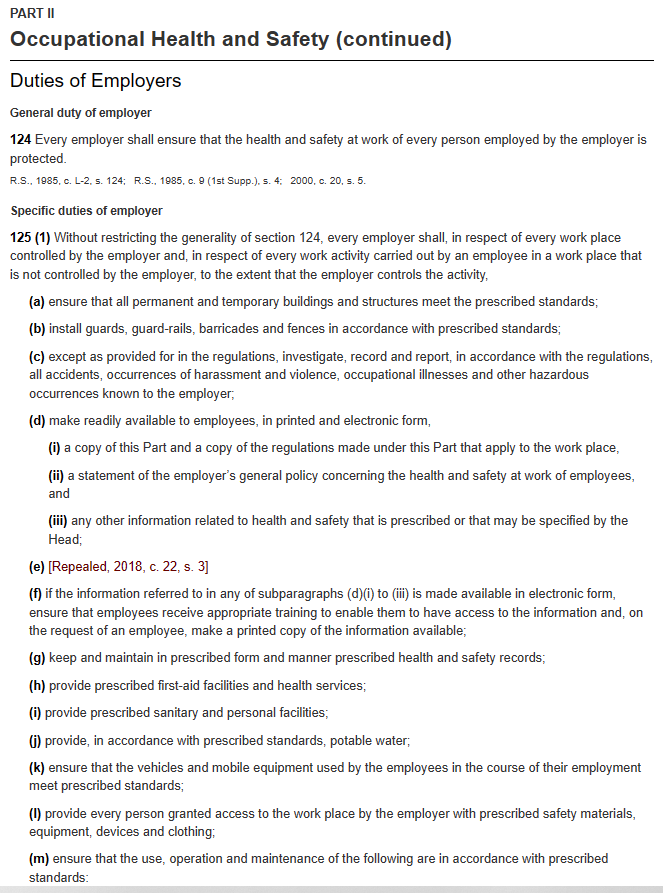 PART II
Occupational Health and Safety (continued)
Duties of Employers
General duty of employer
124 Every employer shall ensure that the health and safety at work of every person employed by the employer is
protected.
R.S., 1985, c. L-2, s. 124; R.S., 1985, c. 9 (1st Supp.), s. 4; 2000, c. 20, s. 5.
Specific duties of employer
125 (1) Without restricting the generality of section 124, every employer shall, in respect of every work place
controlled by the employer and, in respect of every work activity carried out by an employee in a work place that
is not controlled by the employer, to the extent that the employer controls the activity,
(a) ensure that all permanent and temporary buildings and structures meet the prescribed standards;
(b) install guards, guard-rails, barricades and fences in accordance with prescribed standards;
(c) except as provided for in the regulations, investigate, record and report, in accordance with the regulations,
all accidents, occurrences of harassment and violence, occupational illnesses and other hazardous
occurrences known to the employer;
(d) make readily available to employees, in printed and electronic form,
(i) a copy of this Part and a copy of the regulations made under this Part that apply to the work place,
(ii) a statement of the employer's general policy concerning the health and safety at work of employees,
and
(iii) any other information related to health and safety that is prescribed or that may be specified by the
Head;
(e) [Repealed, 2018, c. 22, s. 3]
(f) if the information referred to in any of subparagraphs (d)(i) to (iii) is made available in electronic form,
ensure that employees receive appropriate training to enable them to have access to the information and, on
the request of an employee, make a printed copy of the information available;
(g) keep and maintain in prescribed form and manner prescribed health and safety records;
(h) provide prescribed first-aid facilities and health services;
(i) provide prescribed sanitary and personal facilities;
(j) provide, in accordance with prescribed standards, potable water;
(k) ensure that the vehicles and mobile equipment used by the employees in the course of their employment
meet prescribed standards;
(l) provide every person granted access to the work place by the employer with prescribed safety materials,
equipment, devices and clothing;
(m) ensure that the use, operation and maintenance of the following are in accordance with prescribed
standards: